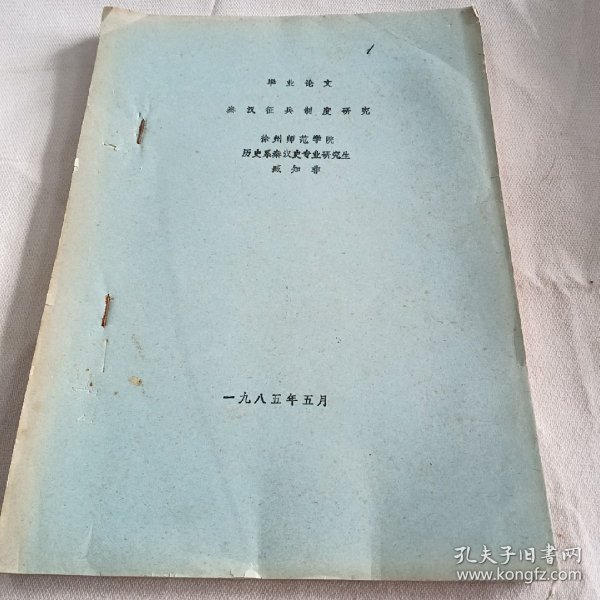 毕业论文
秦汉征兵制度研究
徐州师范学院
历史系秦汉史专业研究生
臧知非
一九八五年五月
孔夫子旧书网
www.kongfz.com